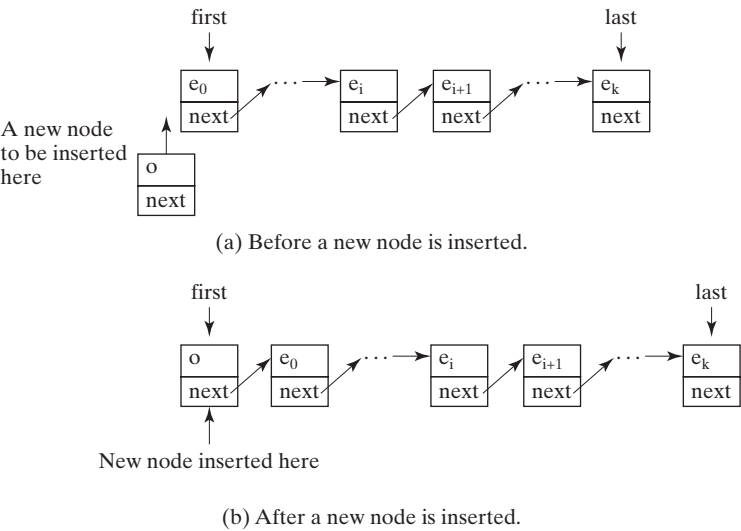 first
last
e₀ ... eᵢ eᵢ₊₁ ... eₖ
next next next next
A new node
to be inserted
here
o
next
(a) Before a new node is inserted.
first
last
o e₀ ... eᵢ eᵢ₊₁ ... eₖ
next next next next next
New node inserted here
(b) After a new node is inserted.